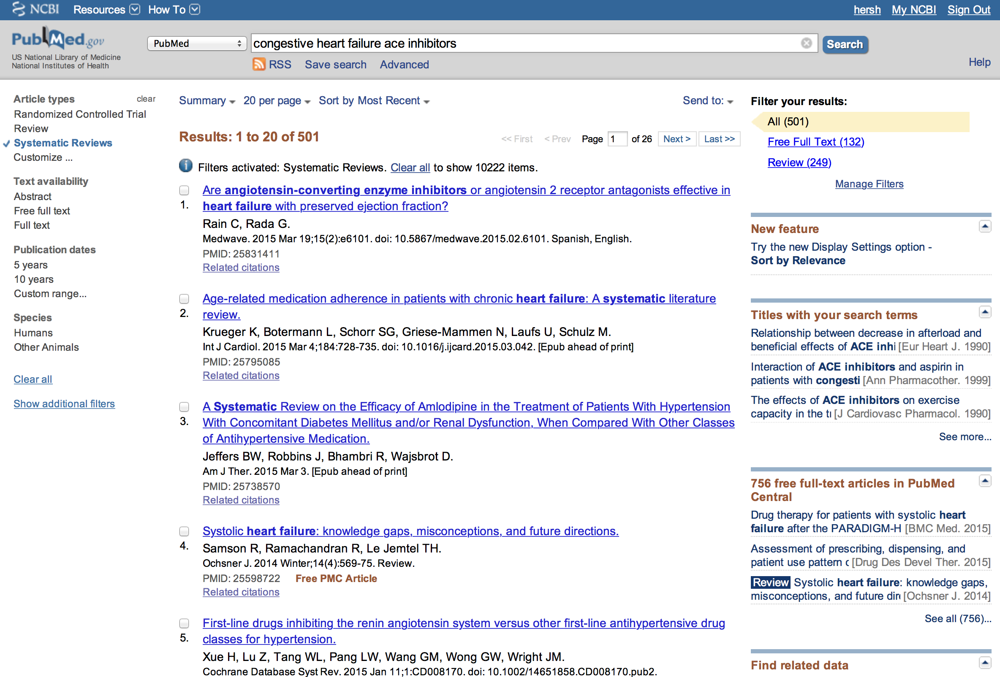 NCBI Resources How To hersh My NCBI Sign Out
PubMed.gov
US National Library of Medicine
National Institutes of Health
PubMed congestive heart failure ace inhibitors Search
RSS Save search Advanced
Help
Article types clear
Randomized Controlled Trial
Review
Systematic Reviews
Customize ...
Text availability
Abstract
Free full text
Full text
Publication dates
5 years
10 years
Custom range...
Species
Humans
Other Animals
Clear all
Show additional filters
Summary 20 per page Sort by Most Recent Send to:
Results: 1 to 20 of 501
<< First < Prev Page 1 of 26 Next > Last >>
Filters activated: Systematic Reviews. Clear all to show 10222 items.
Are angiotensin-converting enzyme inhibitors or angiotensin 2 receptor antagonists effective in
1. heart failure with preserved ejection fraction?
Rain C, Rada G.
Medwave. 2015 Mar 19;15(2):e6101. doi: 10.5867/medwave.2015.02.6101. Spanish, English.
PMID: 25831411
Related citations
Age-related medication adherence in patients with chronic heart failure: A systematic literature
2. review.
Krueger K, Botermann L, Schorr SG, Griese-Mammen N, Laufs U, Schulz M.
Int J Cardiol. 2015 Mar 4;184:728-735. doi: 10.1016/j.ijcard.2015.03.042. [Epub ahead of print]
PMID: 25795085
Related citations
A Systematic Review on the Efficacy of Amlodipine in the Treatment of Patients With Hypertension
3. With Concomitant Diabetes Mellitus and/or Renal Dysfunction, When Compared With Other Classes
of Antihypertensive Medication.
Jeffers BW, Robbins J, Bhambri R, Wajsbrot D.
Am J Ther. 2015 Mar 3. [Epub ahead of print]
PMID: 25738570
Related citations
Systolic heart failure: knowledge gaps, misconceptions, and future directions.
4. Samson R, Ramachandran R, Le Jemtel TH.
Ochsner J. 2014 Winter;14(4):569-75. Review.
PMID: 25598722 Free PMC Article
Related citations
First-line drugs inhibiting the renin angiotensin system versus other first-line antihypertensive drug
5. classes for hypertension.
Xue H, Lu Z, Tang WL, Pang LW, Wang GM, Wong GW, Wright JM.
Cochrane Database Syst Rev. 2015 Jan 11;1:CD008170. doi: 10.1002/14651858.CD008170.pub2.
Filter your results:
All (501)
Free Full Text (132)
Review (249)
Manage Filters
New feature
Try the new Display Settings option -
Sort by Relevance
Titles with your search terms
Relationship between decrease in afterload and
beneficial effects of ACE inhi [Eur Heart J. 1990]
Interaction of ACE inhibitors and aspirin in
patients with congesti [Ann Pharmacother. 1999]
The effects of ACE inhibitors on exercise
capacity in the [J Cardiovasc Pharmacol. 1990]
See more...
756 free full-text articles in PubMed
Central
Drug therapy for patients with systolic heart
failure after the PARADIGM-H [BMC Med. 2015]
Assessment of prescribing, dispensing, and
patient use pattern [Drug Des Devel Ther. 2015]
Review Systolic heart failure: knowledge gaps,
misconceptions, and future dire [Ochsner J. 2014]
See all (756)...
Find related data